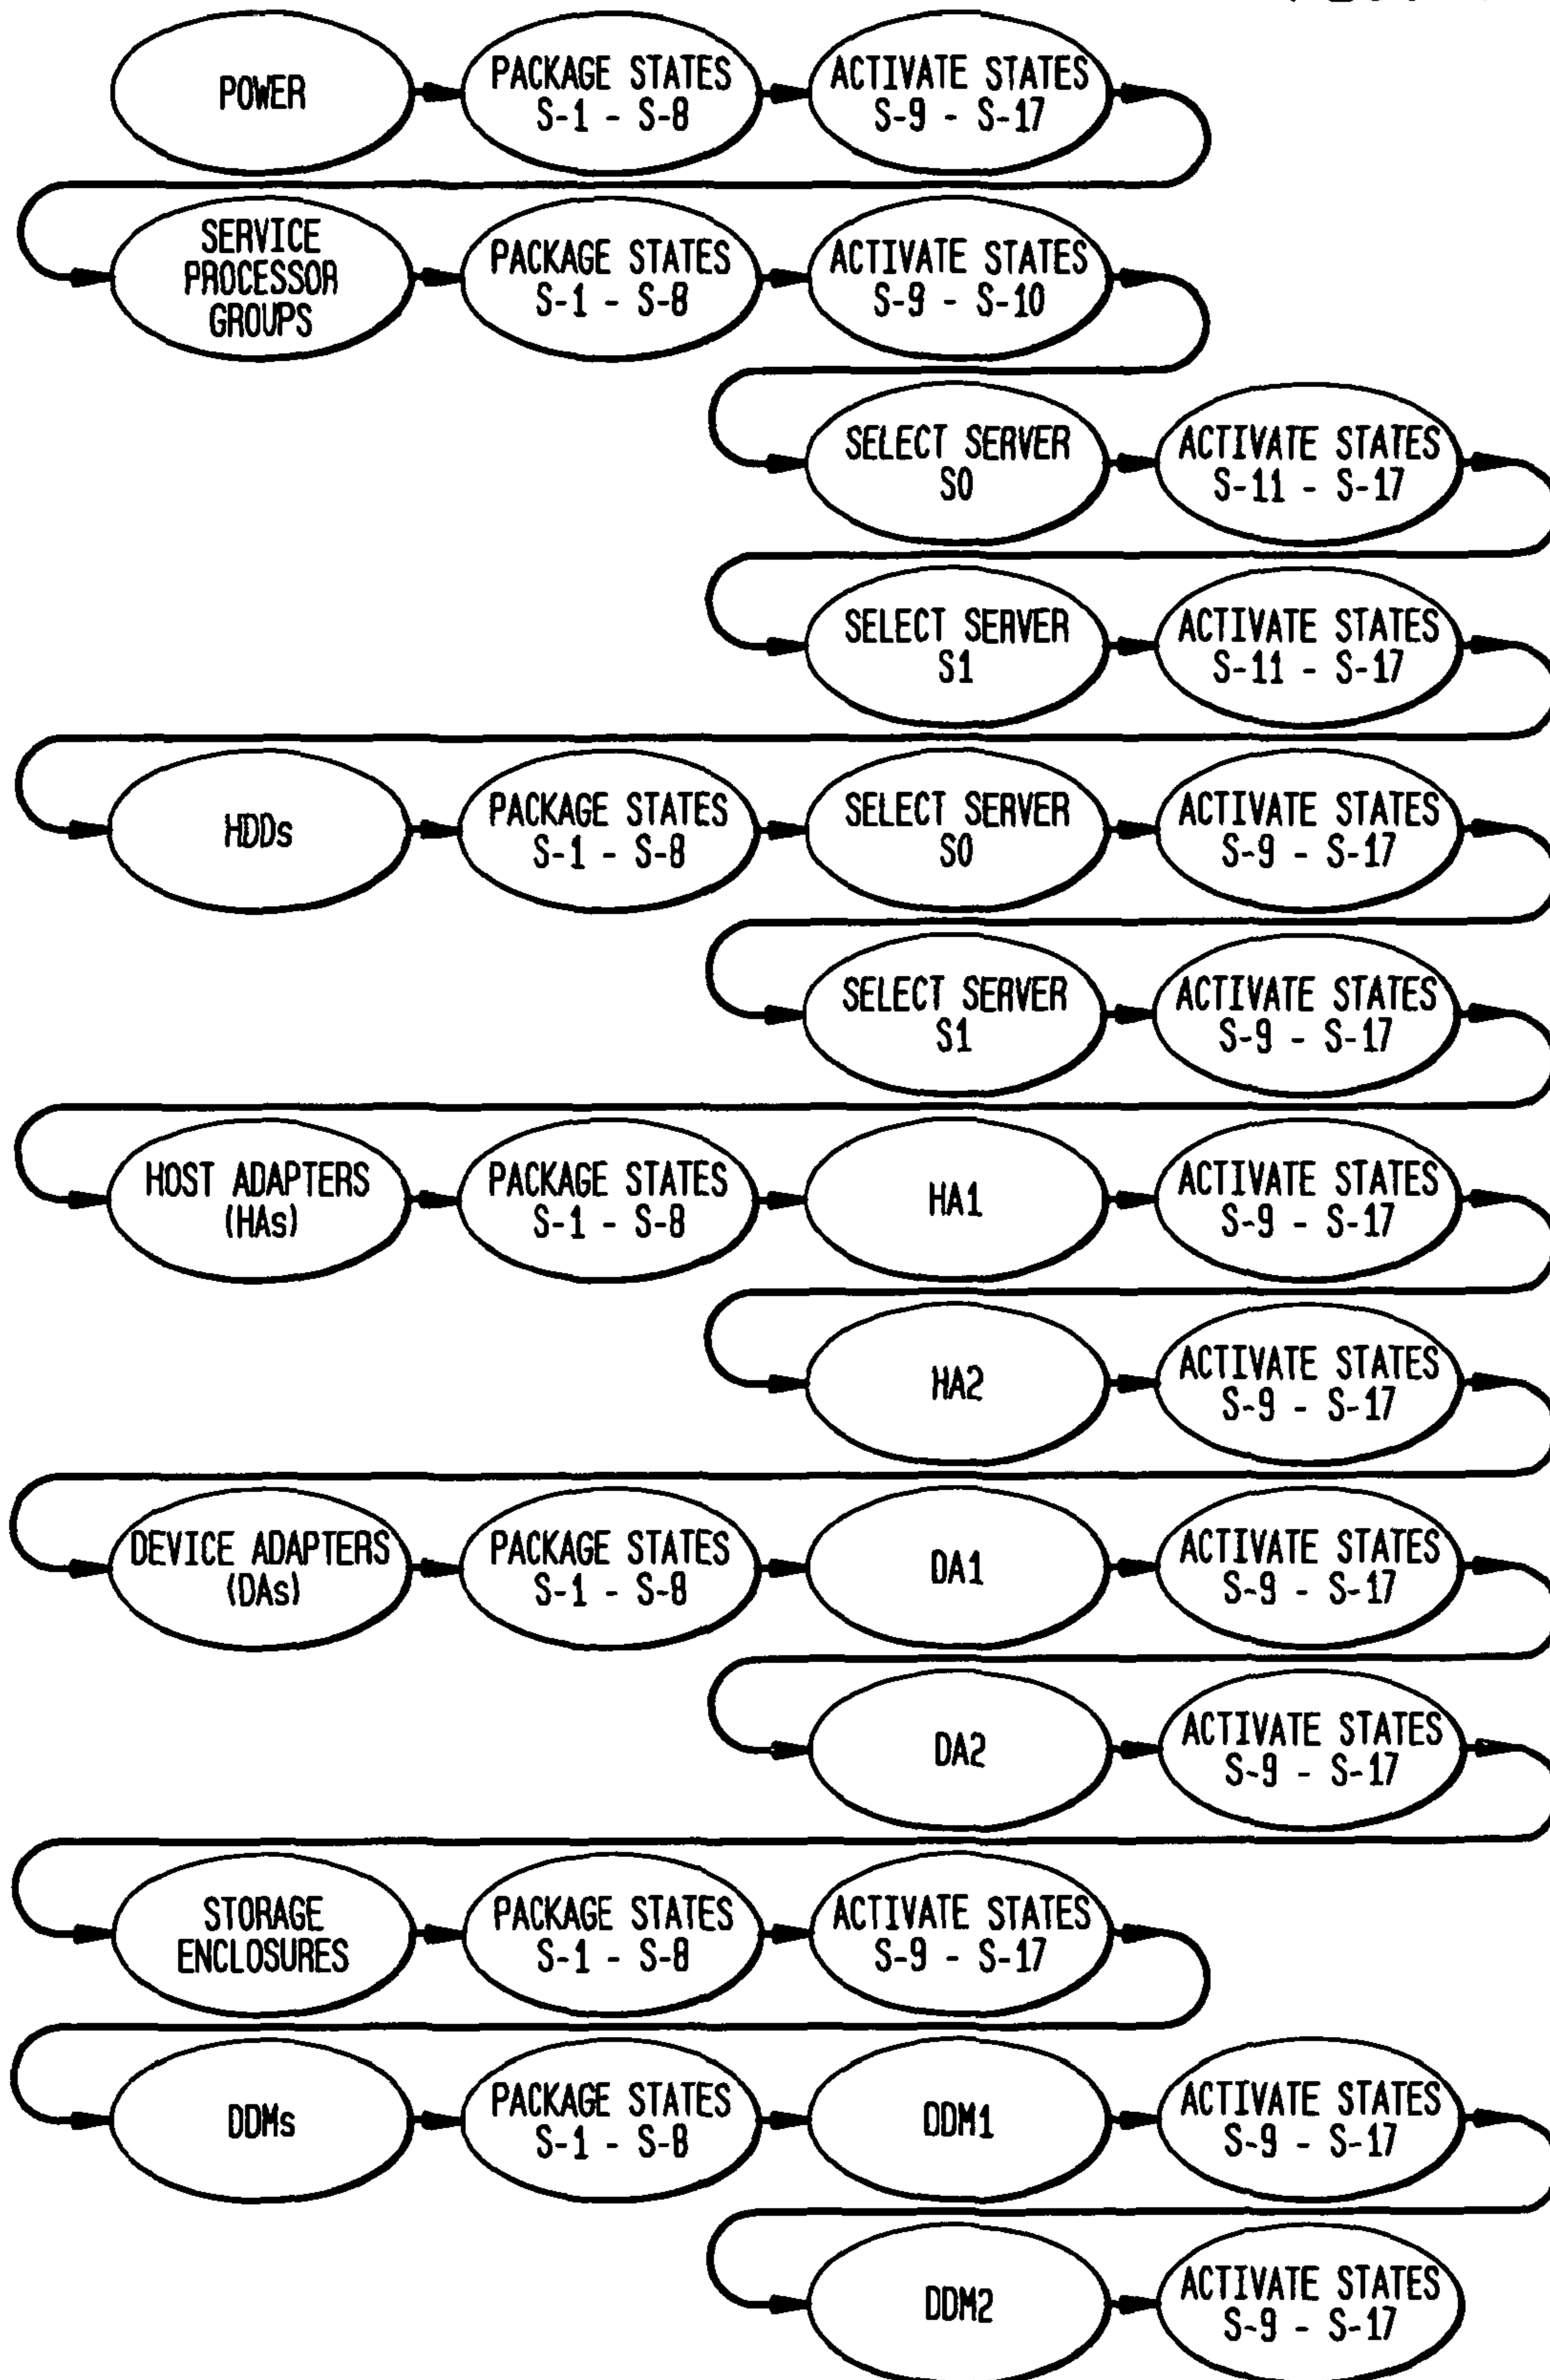 POWER
PACKAGE STATES
S-1 - S-8
ACTIVATE STATES
S-9 - S-17
SERVICE
PROCESSOR
GROUPS
PACKAGE STATES
S-1 - S-8
ACTIVATE STATES
S-9 - S-10
SELECT SERVER
S0
ACTIVATE STATES
S-11 - S-17
SELECT SERVER
S1
ACTIVATE STATES
S-11 - S-17
HDDs
PACKAGE STATES
S-1 - S-8
SELECT SERVER
S0
ACTIVATE STATES
S-9 - S-17
SELECT SERVER
S1
ACTIVATE STATES
S-9 - S-17
HOST ADAPTERS
(HAs)
PACKAGE STATES
S-1 - S-8
HA1
ACTIVATE STATES
S-9 - S-17
HA2
ACTIVATE STATES
S-9 - S-17
DEVICE ADAPTERS
(DAs)
PACKAGE STATES
S-1 - S-8
DA1
ACTIVATE STATES
S-9 - S-17
DA2
ACTIVATE STATES
S-9 - S-17
STORAGE
ENCLOSURES
PACKAGE STATES
S-1 - S-8
ACTIVATE STATES
S-9 - S-17
DDMs
PACKAGE STATES
S-1 - S-8
DDM1
ACTIVATE STATES
S-9 - S-17
DDM2
ACTIVATE STATES
S-9 - S-17